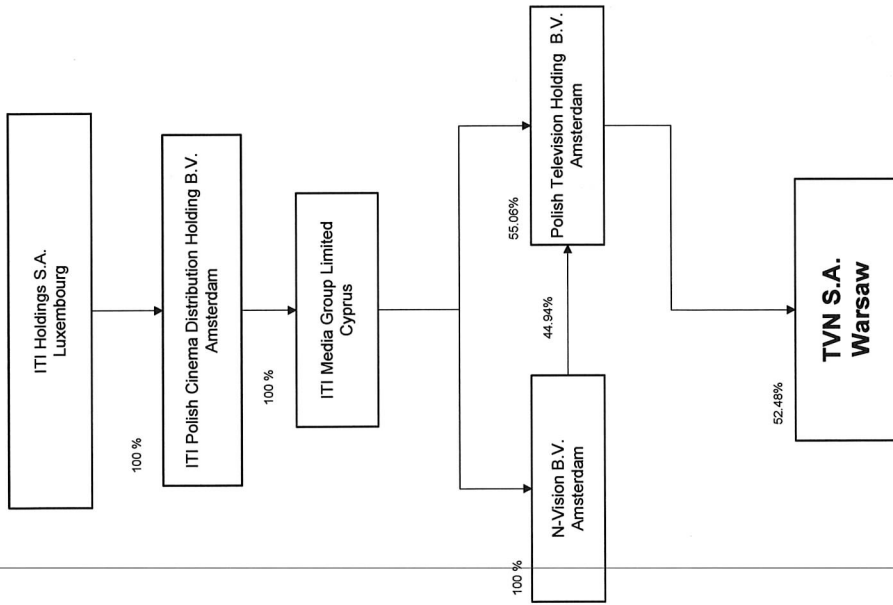 ITI Holdings S.A.
Luxembourg
100 %
ITI Polish Cinema Distribution Holding B.V.
Amsterdam
100 %
ITI Media Group Limited
Cyprus
100 %
N-Vision B.V.
Amsterdam
44.94%
55.06%
Polish Television Holding B.V.
Amsterdam
52.48%
TVN S.A.
Warsaw